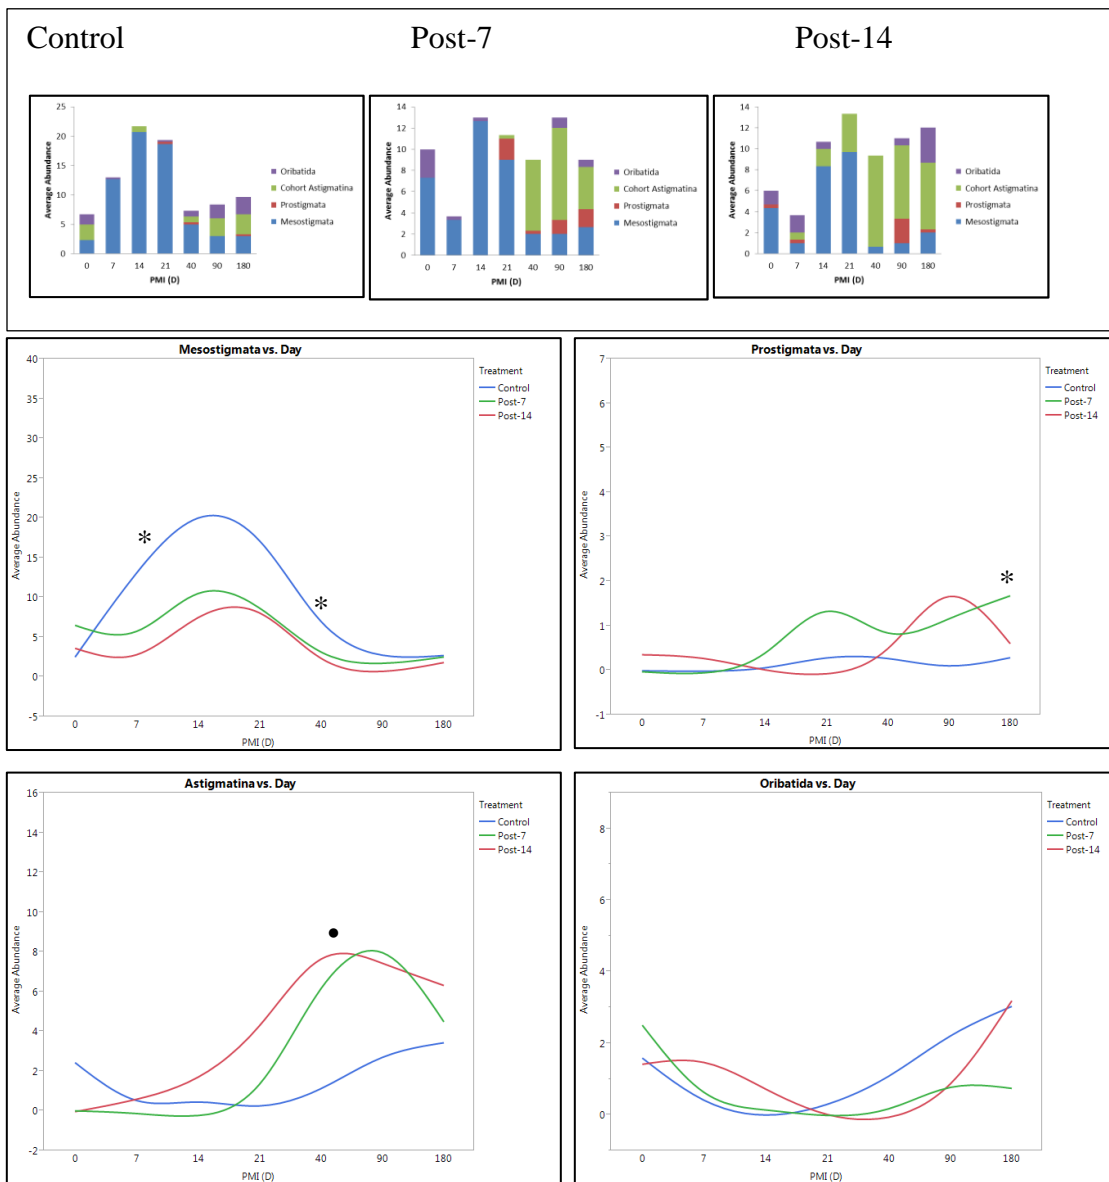 Control Post-7 Post-14
25
20
15
10
5
0
Average Abundance
0 7 14 21 40 90 180
PMI (D)
Oribatida
Cohort Astigmatina
Prostigmata
Mesostigmata
14
12
10
8
6
4
2
0
Average Abundance
0 7 14 21 40 90 180
PMI (D)
Oribatida
Cohort Astigmatina
Prostigmata
Mesostigmata
14
12
10
8
6
4
2
0
Average Abundance
0 7 14 21 40 90 180
PMI (D)
Oribatida
Cohort Astigmatina
Prostigmata
Mesostigmata
Mesostigmata vs. Day
40
35
30
25
20
15
10
5
0
-5
Average Abundance
* *
0 7 14 21 40 90 180
PMI (D)
Treatment
Control
Post-7
Post-14
Prostigmata vs. Day
7
6
5
4
3
2
1
0
-1
Average Abundance
*
0 7 14 21 40 90 180
PMI (D)
Treatment
Control
Post-7
Post-14
Astigmatina vs. Day
16
14
12
10
8
6
4
2
0
-2
Average Abundance
•
0 7 14 21 40 90 180
PMI (D)
Treatment
Control
Post-7
Post-14
Oribatida vs. Day
8
6
4
2
0
Average Abundance
0 7 14 21 40 90 180
PMI (D)
Treatment
Control
Post-7
Post-14